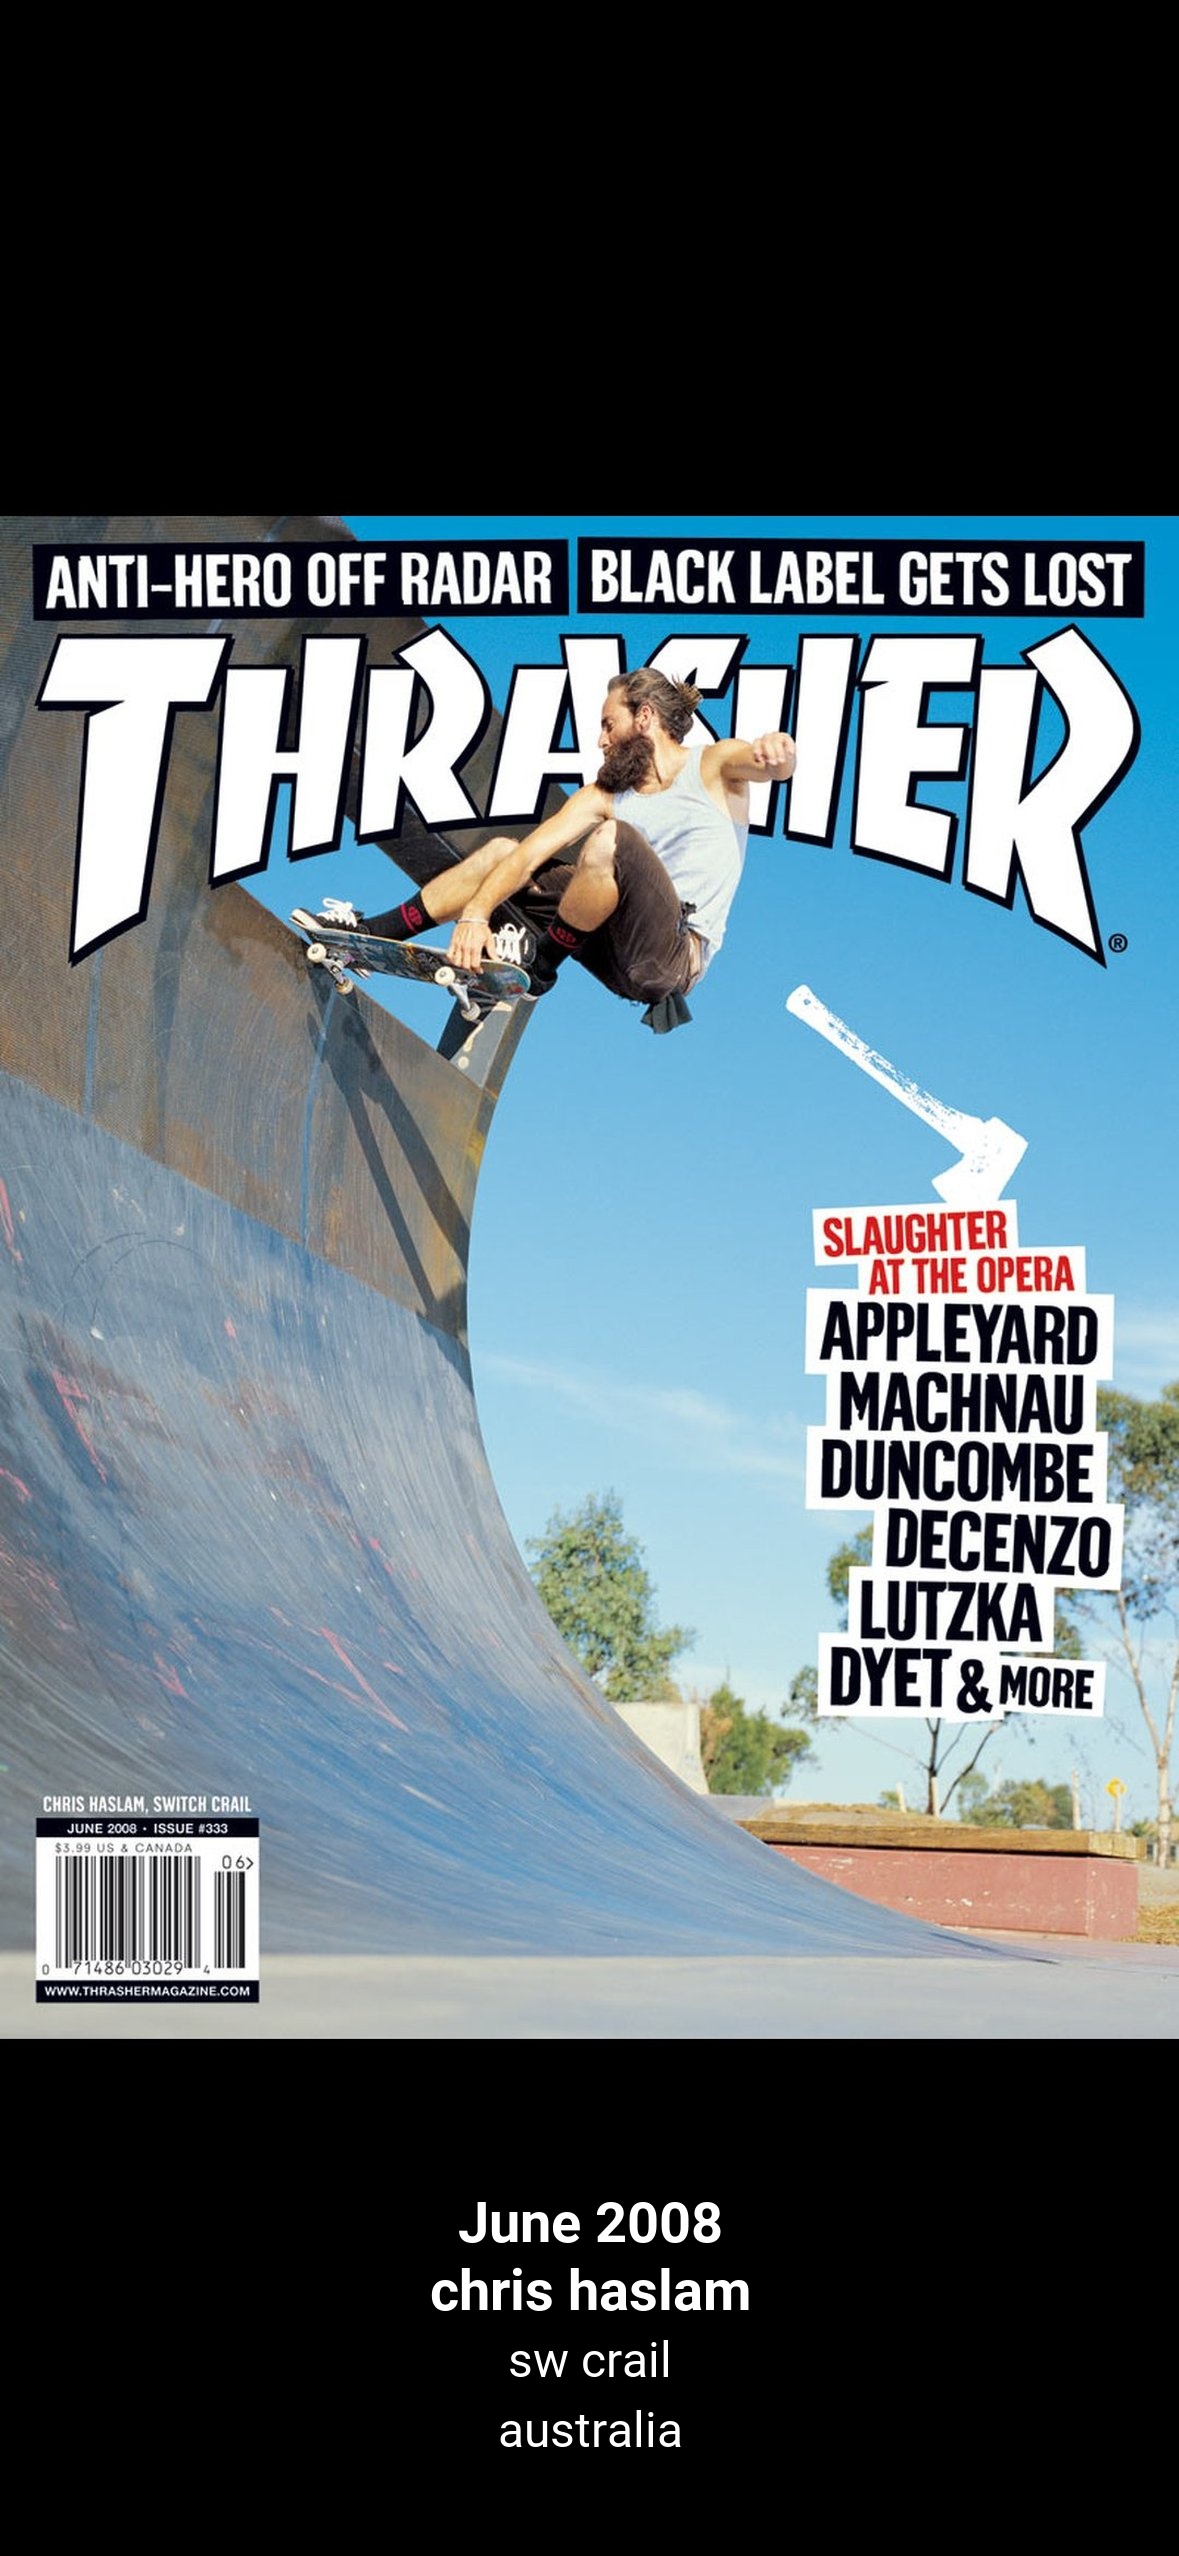 ANTI-HERO OFF RADAR
BLACK LABEL GETS LOST
THRASHER
®
SLAUGHTER
AT THE OPERA
APPLEYARD
MACHNAU
DUNCOMBE
DECENZO
LUTZKA
DYET & MORE
CHRIS HASLAM, SWITCH CRAIL
JUNE 2008 • ISSUE #333
$3.99 US & CANADA
06>
0 71486 03029 4
WWW.THRASHERMAGAZINE.COM
June 2008
chris haslam
sw crail
australia